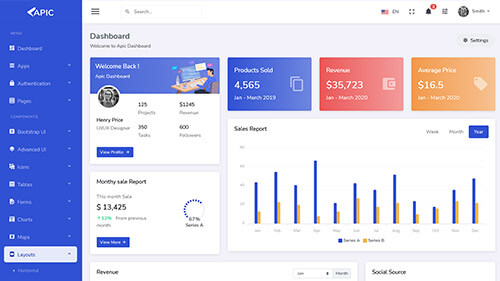 APIC
Search...
EN
Smith
MENU
Dashboard
Apps
Authentication
Pages
COMPONENTS
Bootstrap UI
Advanced UI
Icons
Tables
Forms
Charts
Maps
Layouts
Horizontal
Dashboard
Welcome to Apic Dashboard
Settings
Welcome Back !
Apic Dashboard
125
$1245
Projects
Revenue
Henry Price
UI/UX Designer
350
600
Tasks
Followers
View Profile
Products Sold
4,565
Jan - March 2019
Revenue
$35,723
Jan - March 2020
Average Price
$16.5
Jan - March 2020
Sales Report
Week
Month
Year
80
60
40
20
0
Jan
Feb
Mar
Apr
May
Jun
Jul
Aug
Sep
Oct
Nov
Dec
Series A
Series B
Monthy sale Report
This month Sale
$ 13,425
12% From previous
month
67%
Series A
View More
Revenue
Jan
Month
Social Source